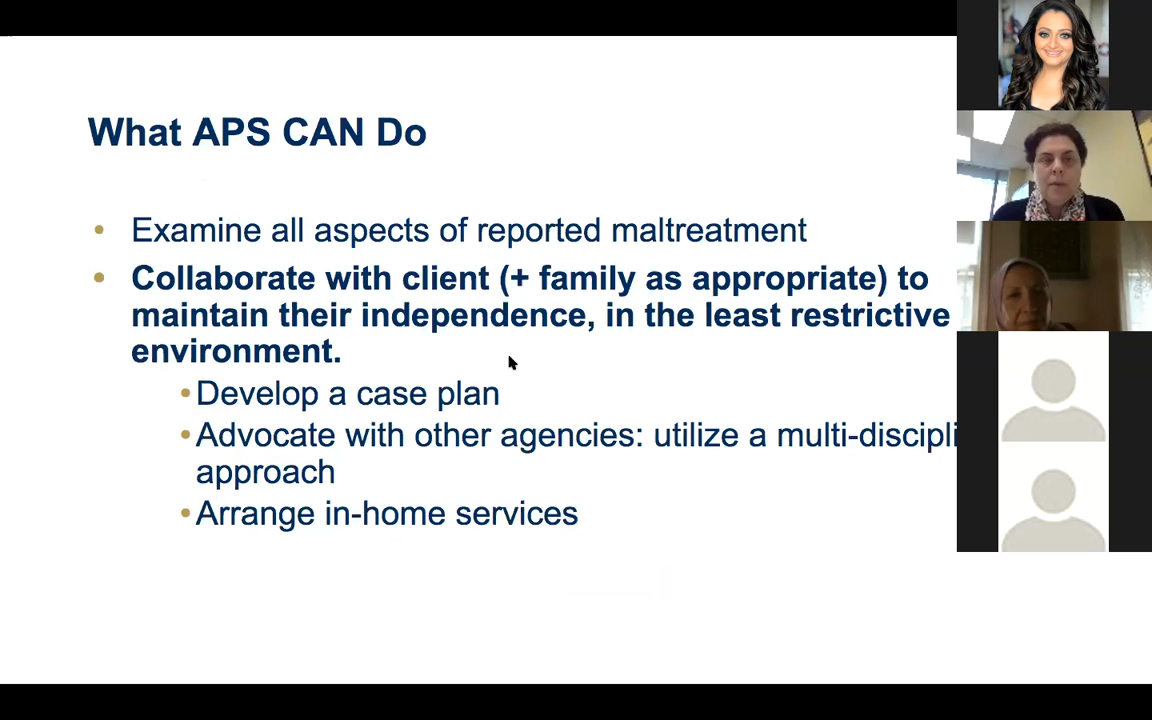 What APS CAN Do
• Examine all aspects of reported maltreatment
• Collaborate with client (+ family as appropriate) to
maintain their independence, in the least restrictive
environment.
• Develop a case plan
• Advocate with other agencies: utilize a multi-discipli
approach
• Arrange in-home services